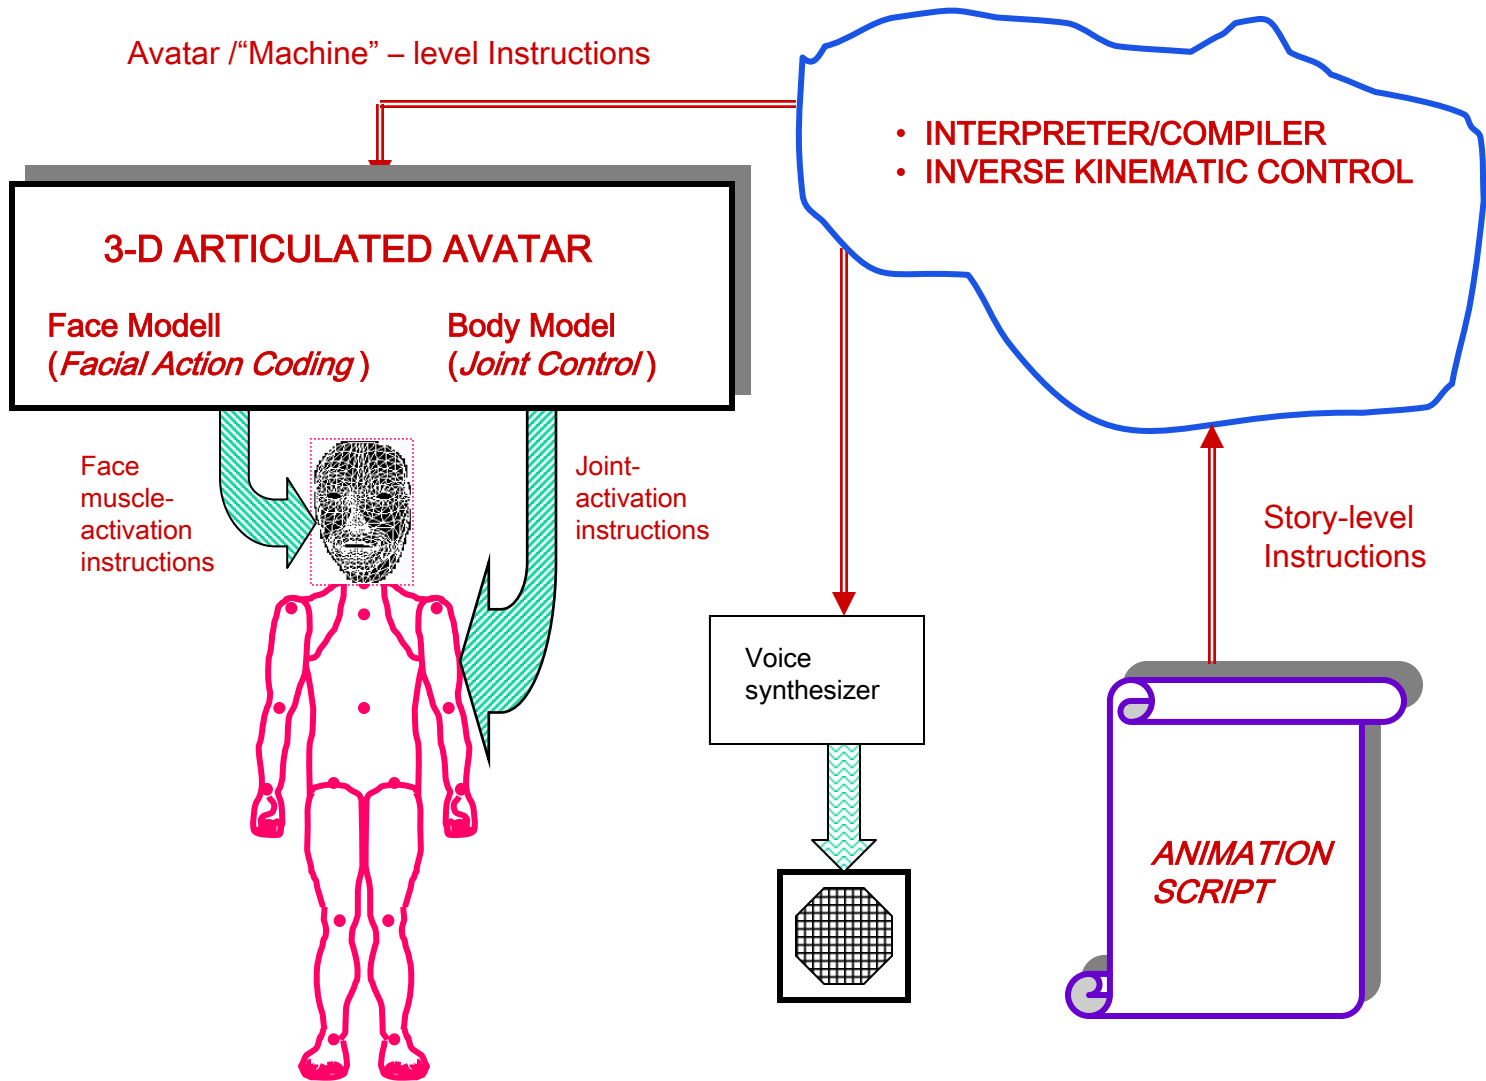 Avatar /“Machine” – level Instructions
• INTERPRETER/COMPILER
• INVERSE KINEMATIC CONTROL
3-D ARTICULATED AVATAR
Face Modell
(Facial Action Coding )
Body Model
(Joint Control )
Face
muscle-
activation
instructions
Joint-
activation
instructions
Story-level
Instructions
Voice
synthesizer
ANIMATION
SCRIPT